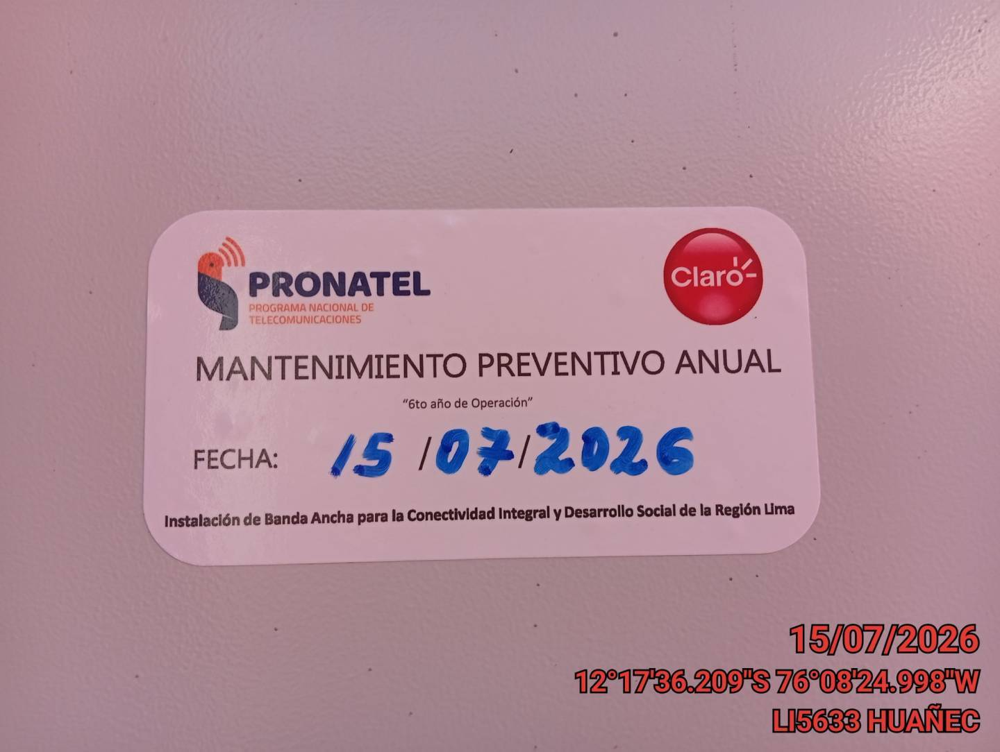 PRONATEL
PROGRAMA NACIONAL DE
TELECOMUNICACIONES
Claro
MANTENIMIENTO PREVENTIVO ANUAL
“6to año de Operación”
FECHA: 15/07/2026
Instalación de Banda Ancha para la Conectividad Integral y Desarrollo Social de la Región Lima
15/07/2026
12°17'36.209"S 76°08'24.998"W
LI5633 HUAÑEC